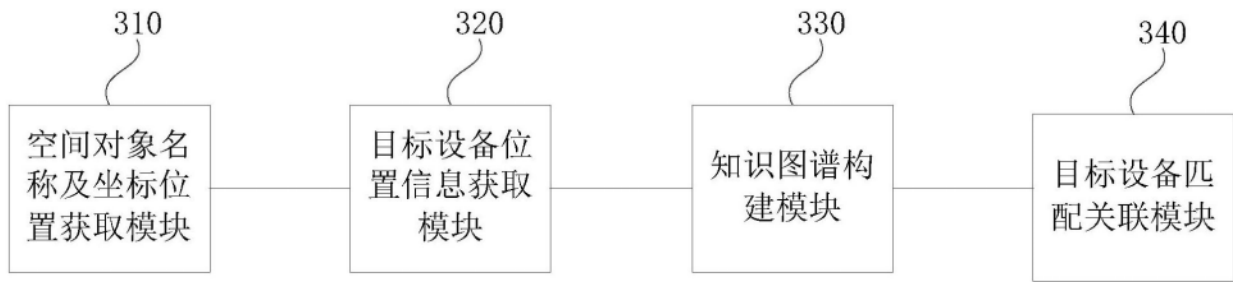 310
320
330
340
空间对象名
称及坐标位
置获取模块
目标设备位
置信息获取
模块
知识图谱构
建模块
目标设备匹
配关联模块